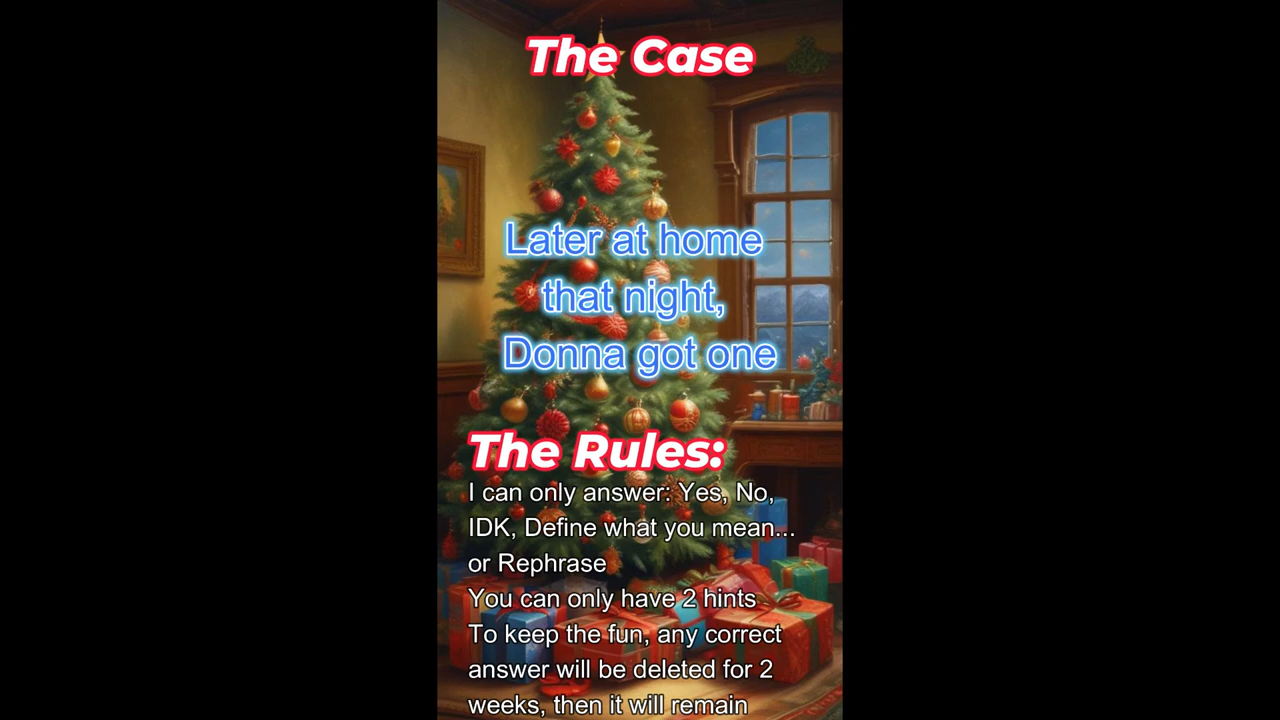 The Case
Later at home
that night,
Donna got one
The Rules:
I can only answer: Yes, No,
IDK, Define what you mean...
or Rephrase
You can only have 2 hints
To keep the fun, any correct
answer will be deleted for 2
weeks, then it will remain